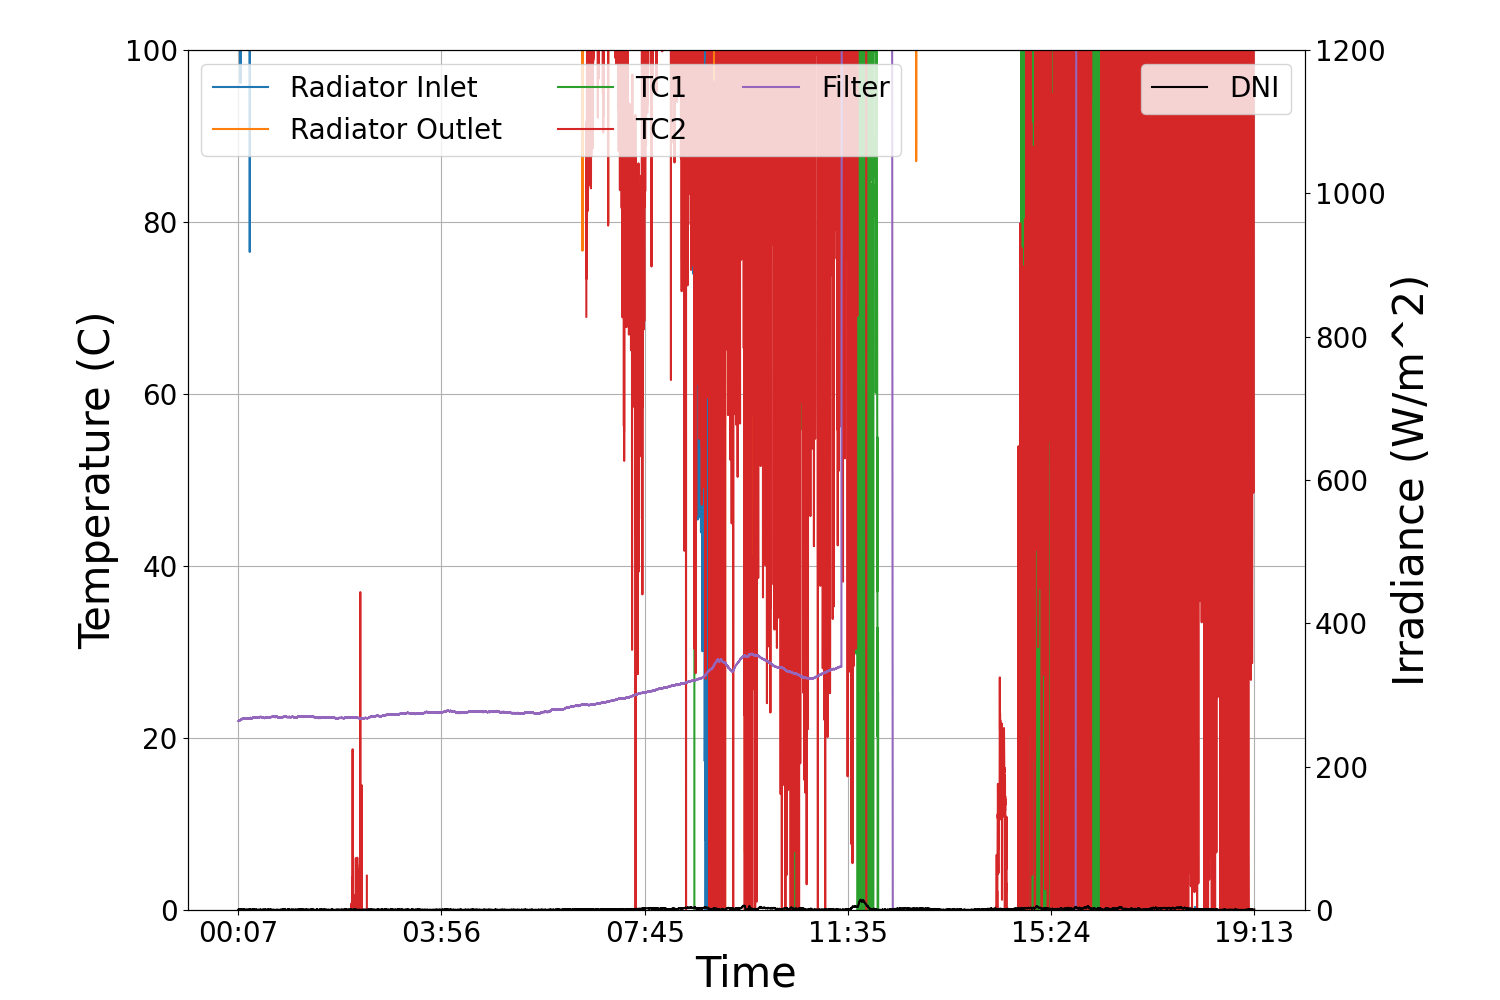 Radiator Inlet
Radiator Outlet
TC1
TC2
Filter
DNI
100
80
60
40
20
0
Temperature (C)
1200
1000
800
600
400
200
0
Irradiance (W/m^2)
00:07 03:56 07:45 11:35 15:24 19:13
Time